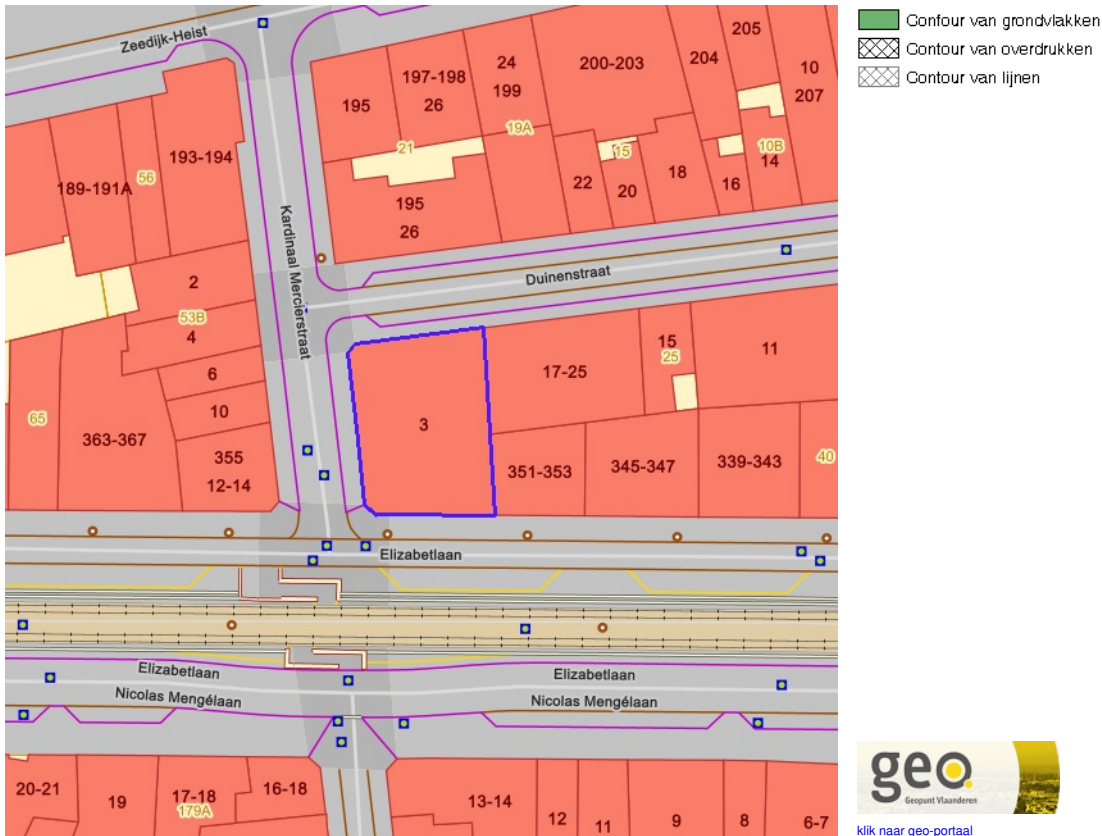 Zeedijk-Heist
205
197-198
26
24
199
200-203
204
10
207
195
19A
21
193-194
15
10B
14
56
189-191A
22
20
18
16
195
26
Kardinaal Mercierstraat
Duinenstraat
2
53B
4
6
10
15
25
11
17-25
3
65
363-367
355
12-14
351-353
345-347
339-343
40
Elizabetlaan
Elizabetlaan
Nicolas Mengélaan
Elizabetlaan
Nicolas Mengélaan
20-21
19
17-18
179A
16-18
13-14
12
11
9
8
6-7
Contour van grondvlakken
Contour van overdrukken
Contour van lijnen
geo
Geopunt Vlaanderen
klik naar geo-portaal